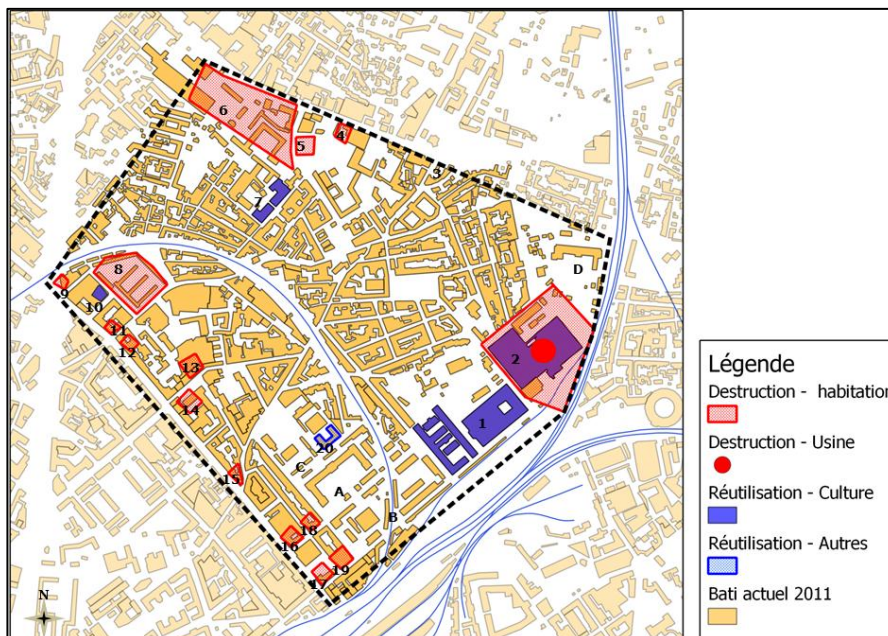 6
5
4
3
7
D
8
9
10
11
12
2
13
14
1
20
C
15
A
B
18
16
19
17
N
Légende
Destruction - habitation
Destruction - Usine
Réutilisation - Culture
Réutilisation - Autres
Bati actuel 2011